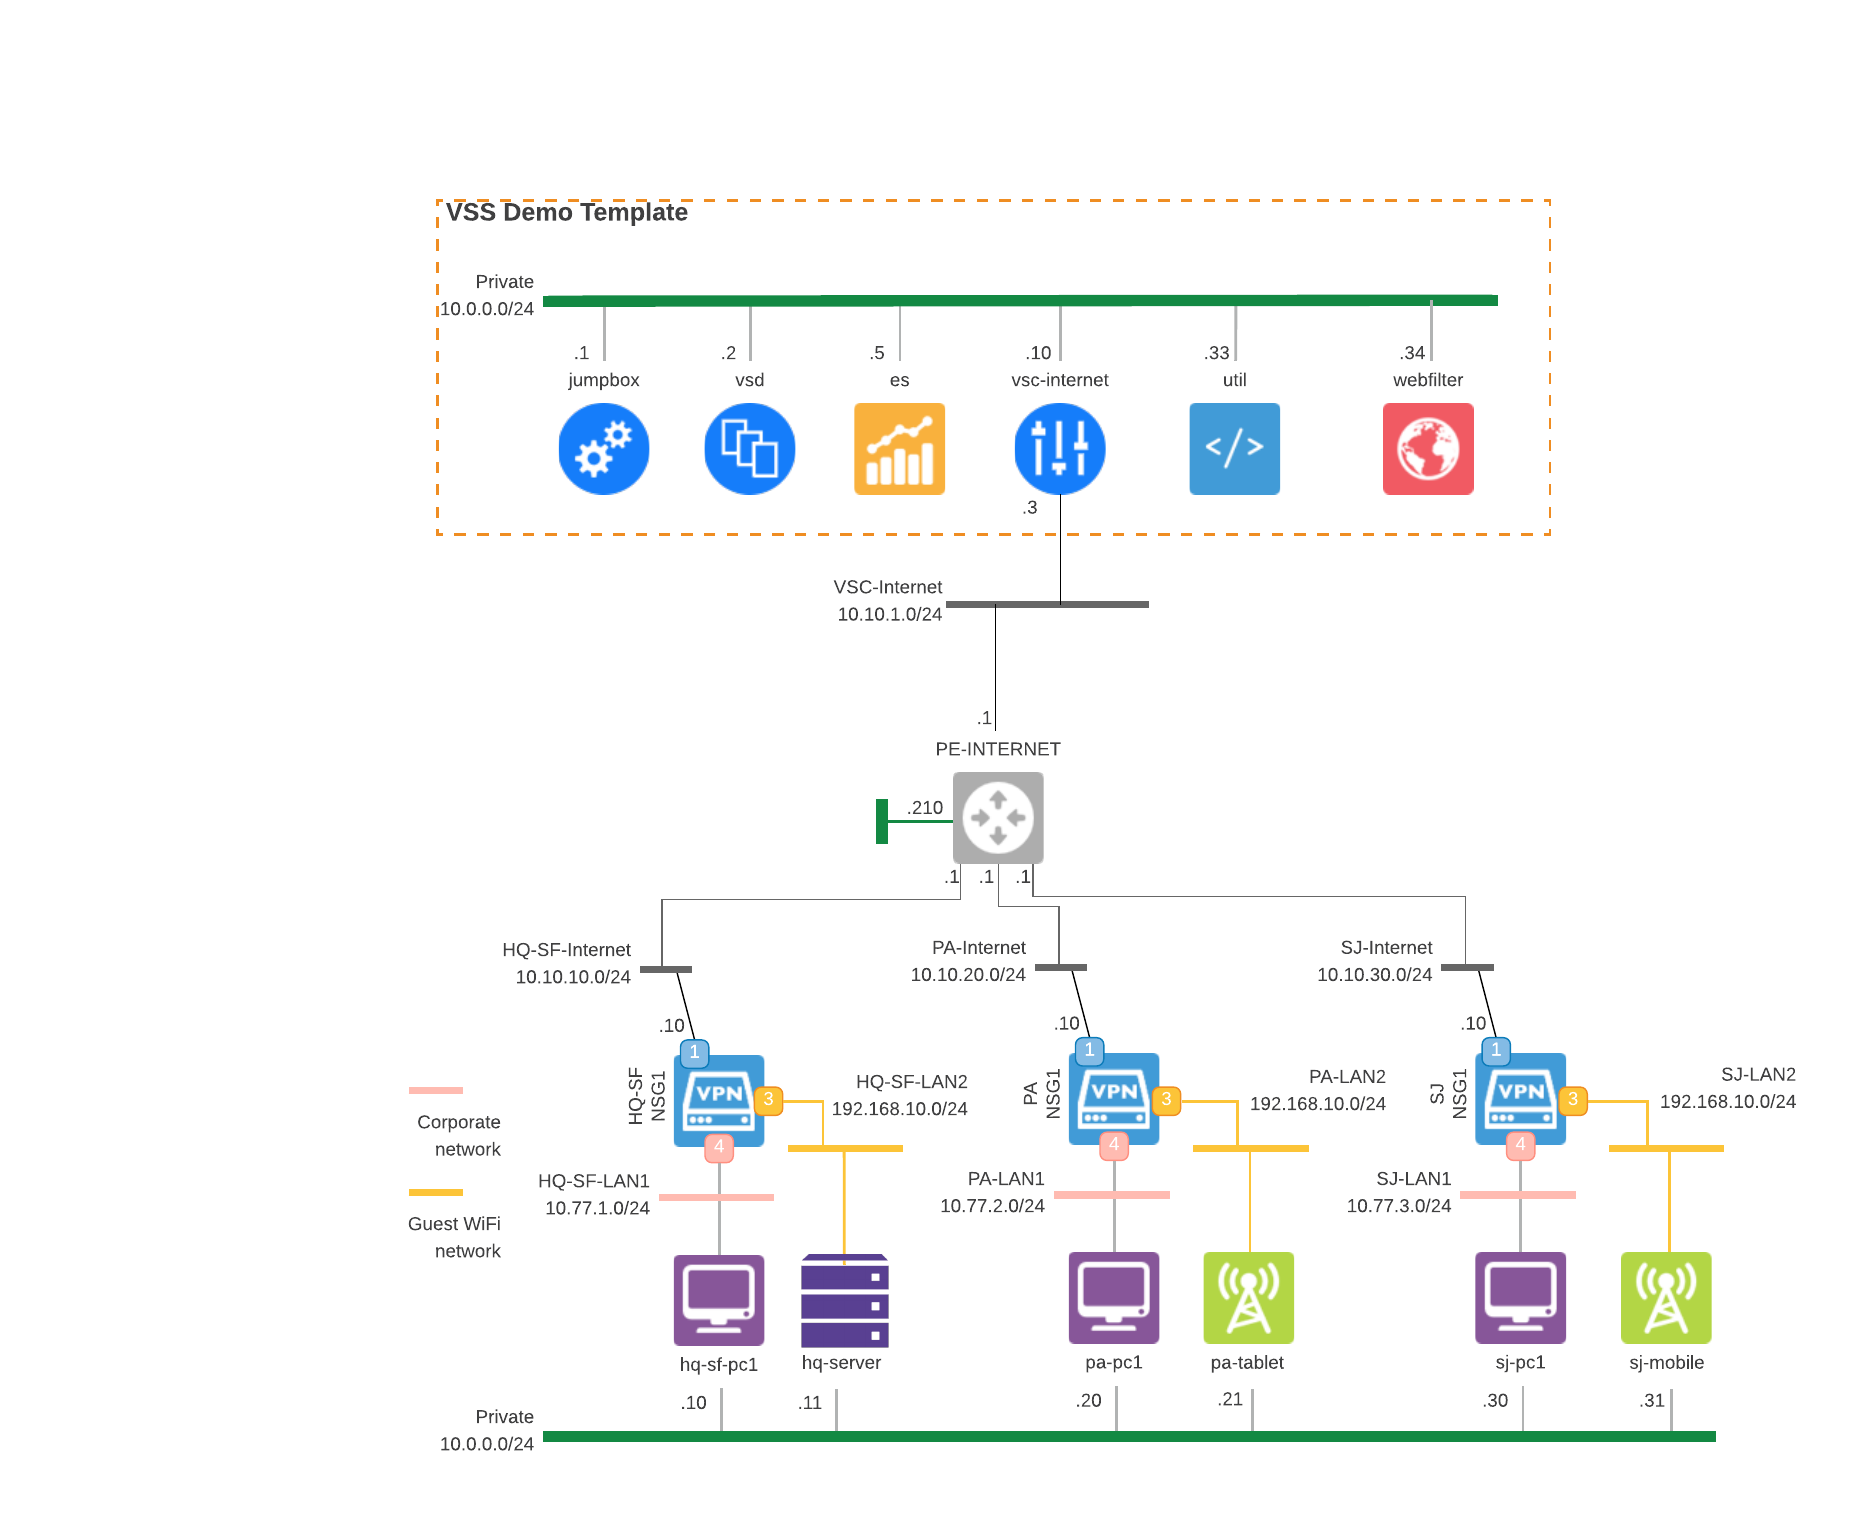 VSS Demo Template
Private
10.0.0.0/24
.1
.2
.5
.10
.33
.34
jumpbox
vsd
es
vsc-internet
util
webfilter
</>
.3
VSC-Internet
10.10.1.0/24
.1
PE-INTERNET
.210
.1
.1
.1
HQ-SF-Internet
10.10.10.0/24
PA-Internet
10.10.20.0/24
SJ-Internet
10.10.30.0/24
.10
.10
.10
1
1
1
HQ-SF
NSG1
VPN
3
4
HQ-SF-LAN2
192.168.10.0/24
PA
NSG1
VPN
3
4
PA-LAN2
192.168.10.0/24
SJ
NSG1
VPN
3
4
SJ-LAN2
192.168.10.0/24
Corporate
network
Guest WiFi
network
HQ-SF-LAN1
10.77.1.0/24
PA-LAN1
10.77.2.0/24
SJ-LAN1
10.77.3.0/24
hq-sf-pc1
hq-server
pa-pc1
pa-tablet
sj-pc1
sj-mobile
.10
.11
.20
.21
.30
.31
Private
10.0.0.0/24